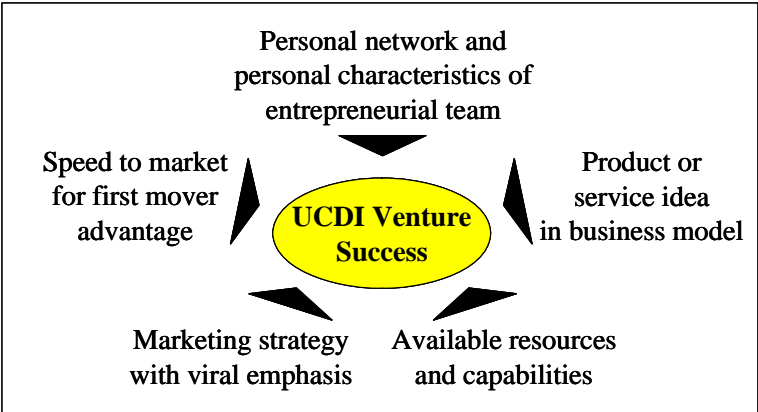 Personal network and
personal characteristics of
entrepreneurial team
Speed to market
for first mover
advantage
Product or
service idea
in business model
UCDI Venture
Success
Marketing strategy
with viral emphasis
Available resources
and capabilities